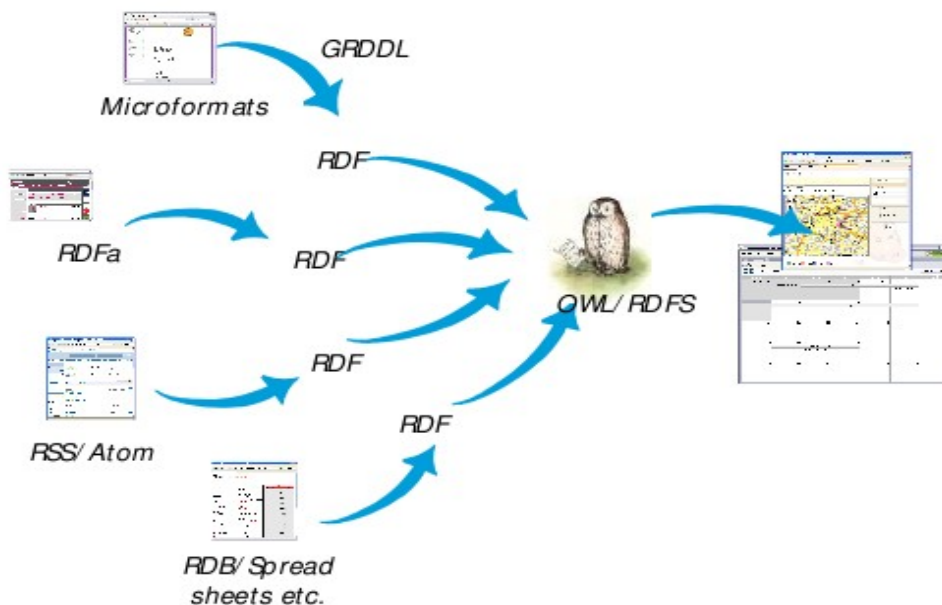 GRDDL
Microformats
RDF
RDFa
RDF
OWL/RDFS
RDF
RSS/Atom
RDF
RDB/Spread
sheets etc.